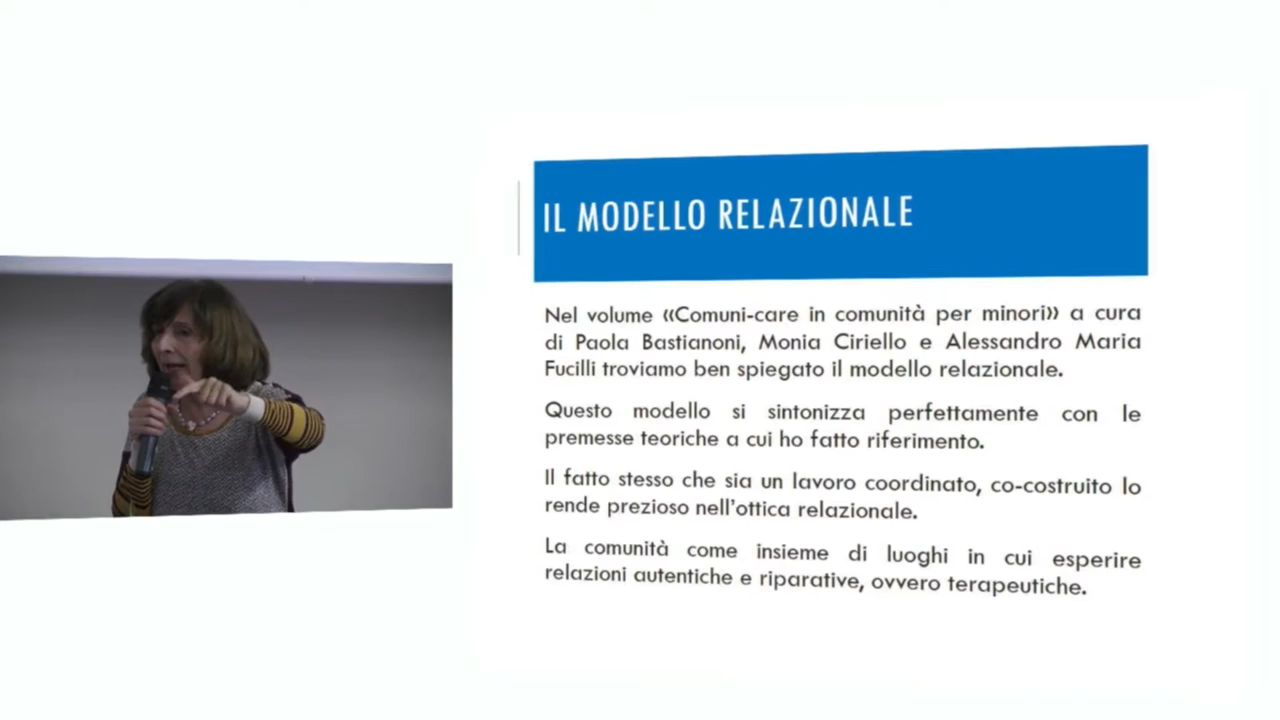 IL MODELLO RELAZIONALE
Nel volume «Comuni-care in comunità per minori» a cura
di Paola Bastianoni, Monia Ciriello e Alessandro Maria
Fucilli troviamo ben spiegato il modello relazionale.
Questo modello si sintonizza perfettamente con le
premesse teoriche a cui ho fatto riferimento.
Il fatto stesso che sia un lavoro coordinato, co-costruito lo
rende prezioso nell'ottica relazionale.
La comunità come insieme di luoghi in cui esperire
relazioni autentiche e riparative, ovvero terapeutiche.